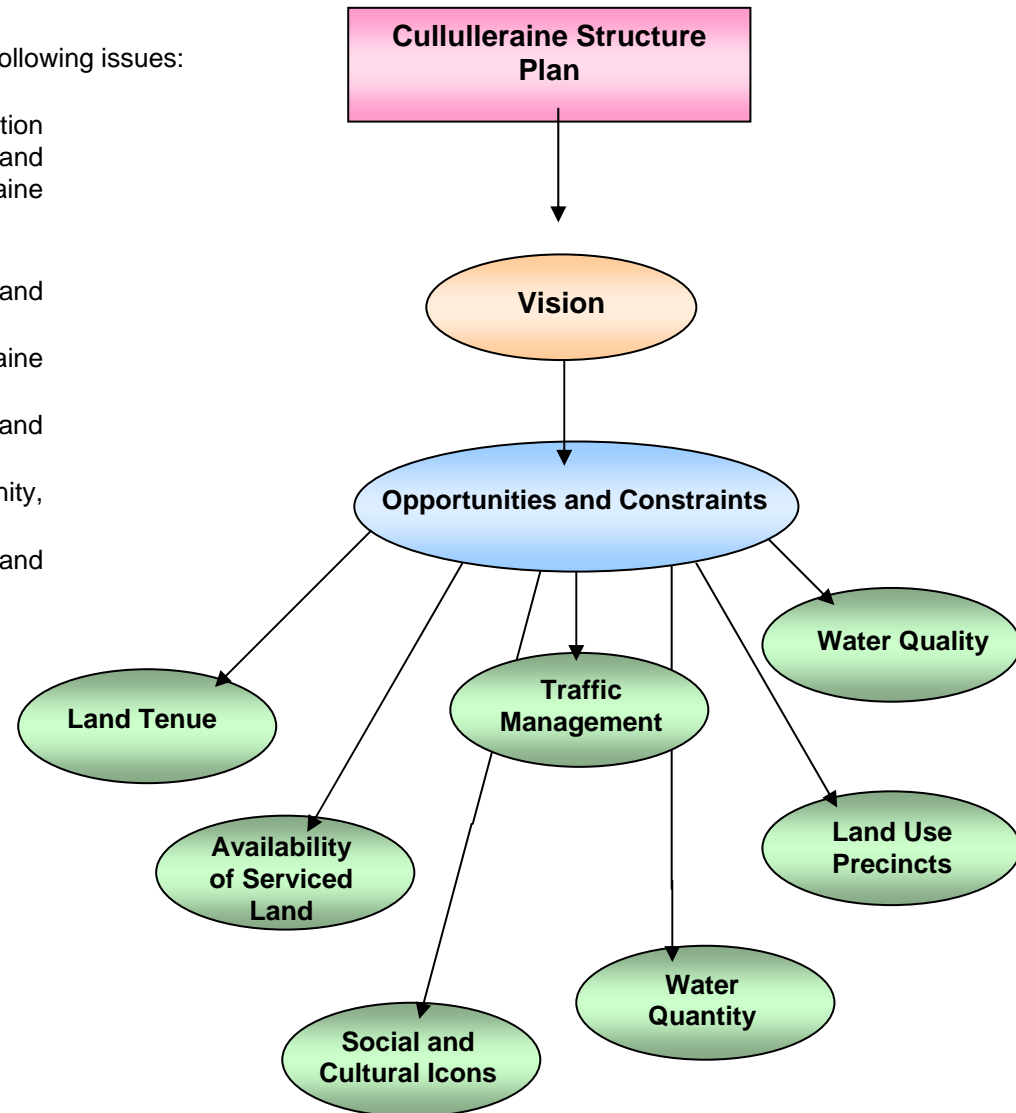 ollowing issues:
tion
and
aine
and
aine
and
nity,
and
Cullulleraine Structure
Plan
Vision
Opportunities and Constraints
Water Quality
Land Tenue
Traffic
Management
Land Use
Precincts
Availability
of Serviced
Land
Water
Quantity
Social and
Cultural Icons